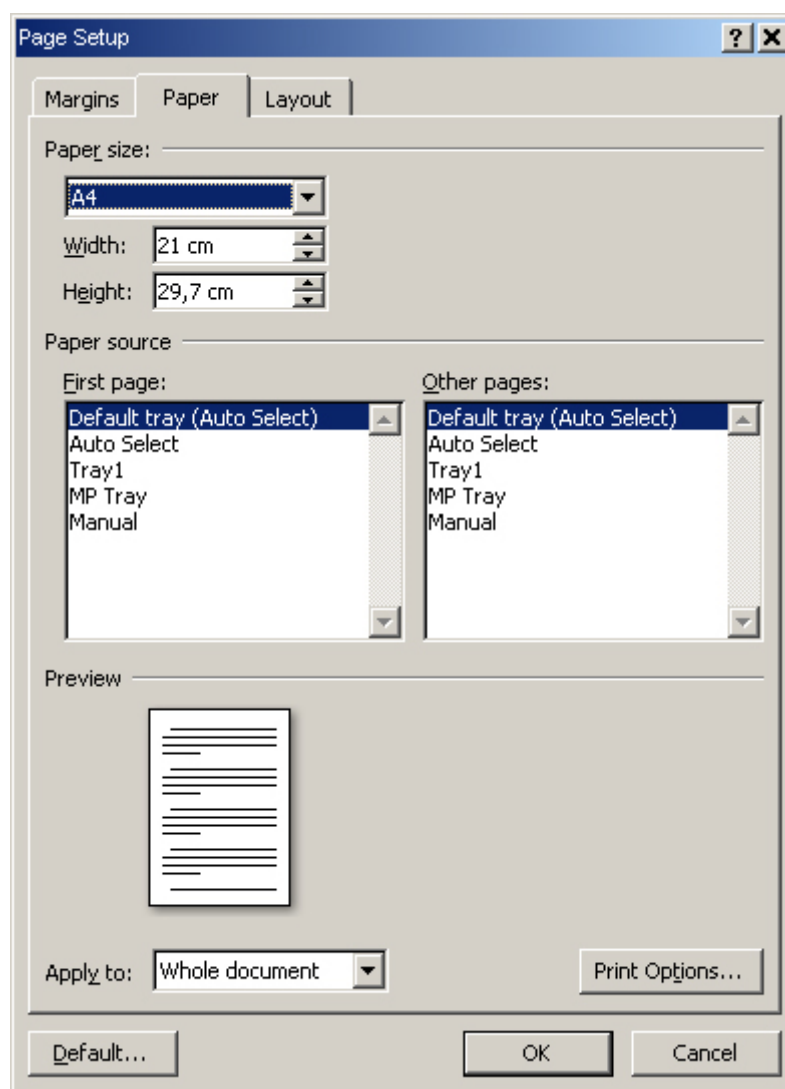 Page Setup
Margins Paper Layout
Paper size:
A4
Width: 21 cm
Height: 29,7 cm
Paper source
First page:
Default tray (Auto Select)
Auto Select
Tray1
MP Tray
Manual
Other pages:
Default tray (Auto Select)
Auto Select
Tray1
MP Tray
Manual
Preview
Apply to: Whole document Print Options...
Default... OK Cancel